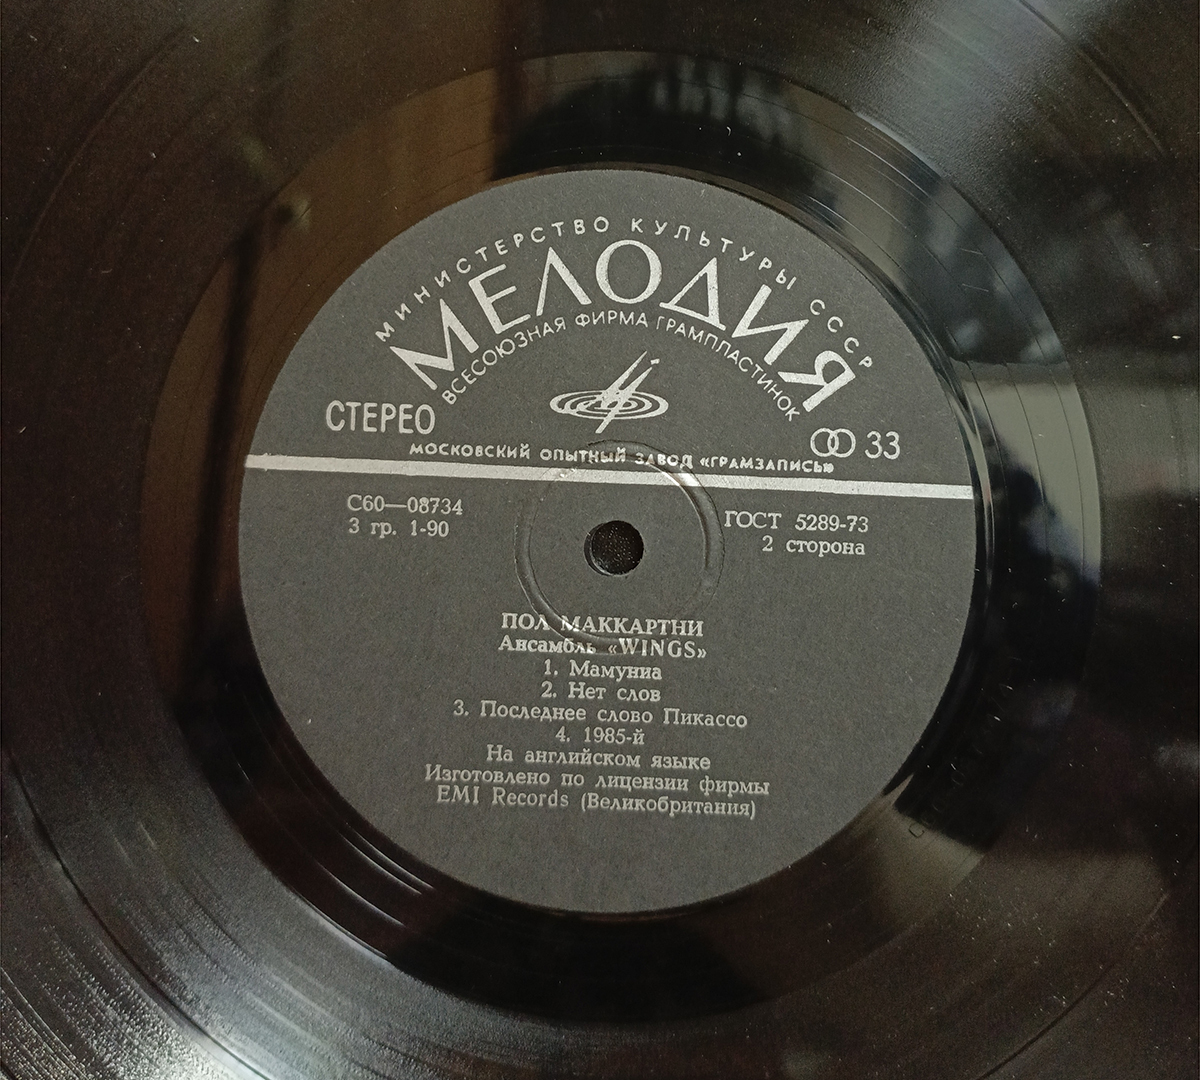 МИНИСТЕРСТВО КУЛЬТУРЫ СССР
МЕЛОДИЯ
ВСЕСОЮЗНАЯ ФИРМА ГРАМПЛАСТИНОК
СТЕРЕО
33
МОСКОВСКИЙ ОПЫТНЫЙ ЗАВОД «ГРАМЗАПИСЬ»
С60—08734
ГОСТ 5289-73
3 гр. 1-90
2 сторона
ПОЛ МАККАРТНИ
Ансамбль «WINGS»
1. Мамуниа
2. Нет слов
3. Последнее слово Пикассо
4. 1985-й
На английском языке
Изготовлено по лицензии фирмы
EMI Records (Великобритания)